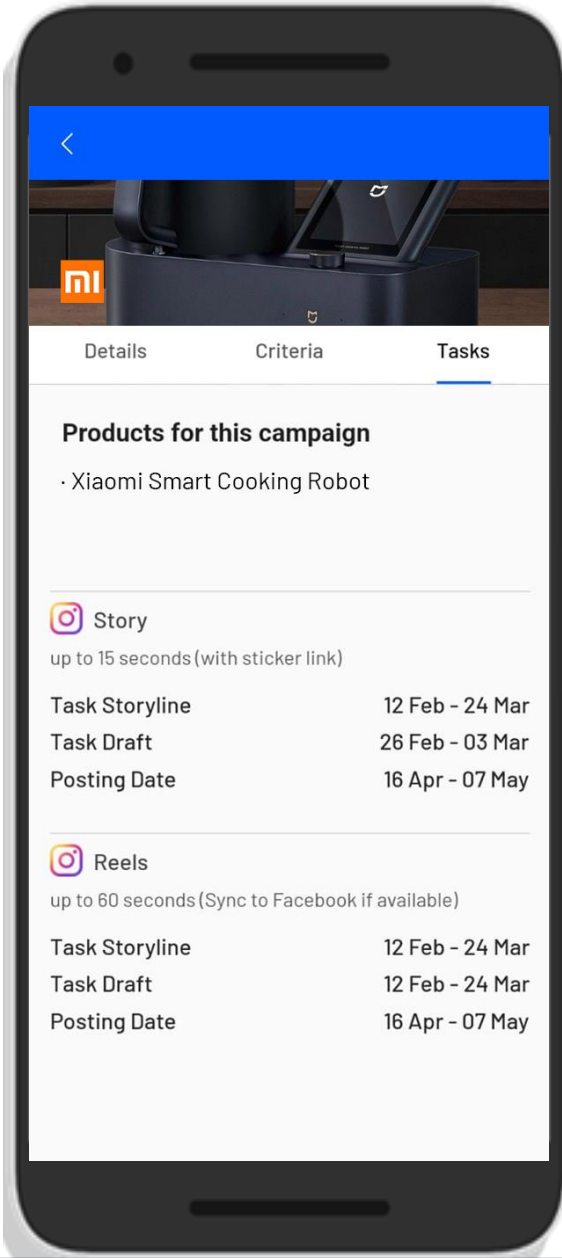 mi
Details Criteria Tasks
Products for this campaign
· Xiaomi Smart Cooking Robot
Story
up to 15 seconds (with sticker link)
Task Storyline 12 Feb - 24 Mar
Task Draft 26 Feb - 03 Mar
Posting Date 16 Apr - 07 May
Reels
up to 60 seconds (Sync to Facebook if available)
Task Storyline 12 Feb - 24 Mar
Task Draft 12 Feb - 24 Mar
Posting Date 16 Apr - 07 May